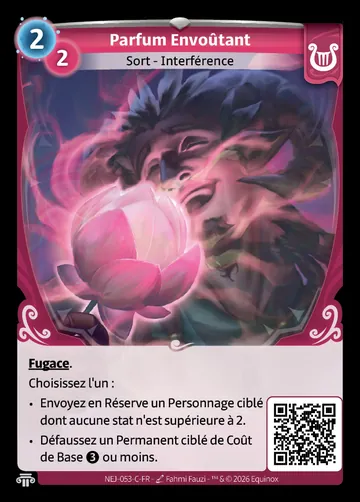 2
2
Parfum Envoûtant
Sort - Interférence
Fugace.
Choisissez l'un :
• Envoyez en Réserve un Personnage ciblé
dont aucune stat n'est supérieure à 2.
• Défaussez un Permanent ciblé de Coût
de Base 3 ou moins.
NEJ-053-C-FR - Fahmi Fauzi - ™ & © 2026 Equinox